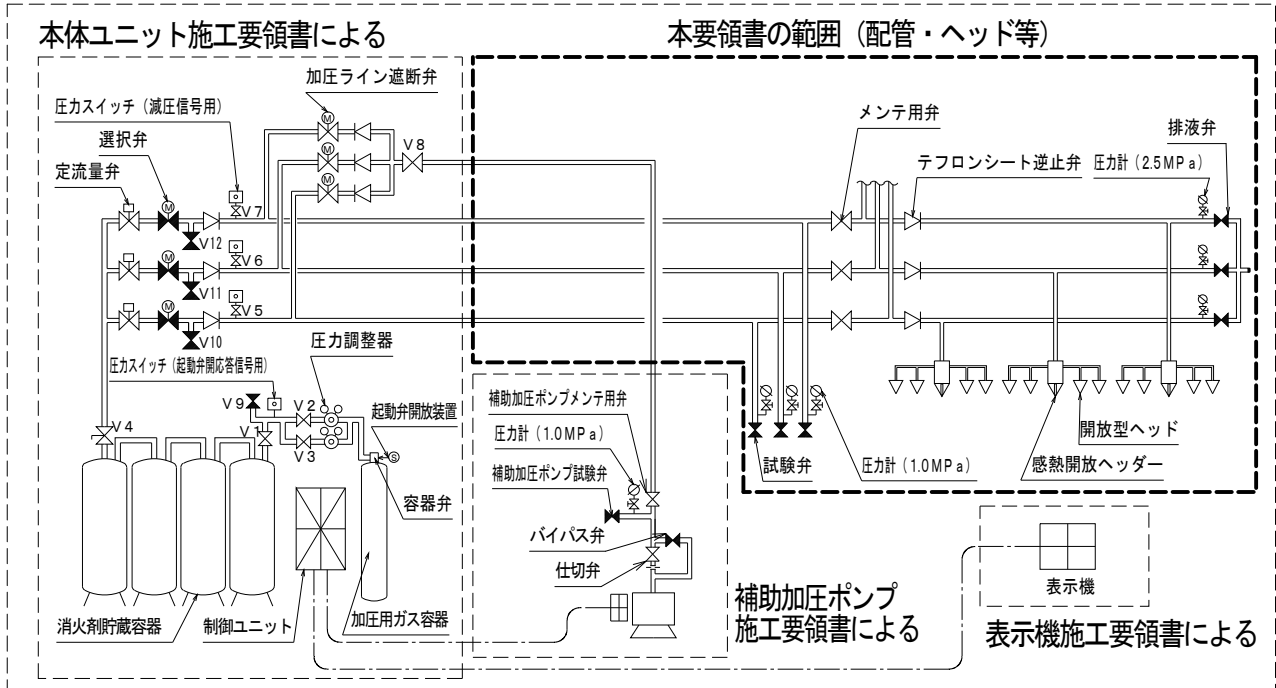 本体ユニット施工要領書による
本要領書の範囲（配管・ヘッド等）
加圧ライン遮断弁
圧力スイッチ（減圧信号用）
選択弁
定流量弁
M
M
M
V8
メンテ用弁
排液弁
テフロンシート逆止弁
圧力計（2.5MPa）
M
V7
V12
M
V6
V11
M
V5
V10
圧力調整器
圧力スイッチ（起動弁開応答信号用）
V9
V2
起動弁開放装置
V4
V1
V3
S
容器弁
補助加圧ポンプメンテ用弁
圧力計（1.0MPa）
補助加圧ポンプ試験弁
バイパス弁
仕切弁
試験弁
圧力計（1.0MPa）
開放型ヘッド
感熱開放ヘッダー
消火剤貯蔵容器
制御ユニット
加圧用ガス容器
補助加圧ポンプ
施工要領書による
表示機
表示機施工要領書による